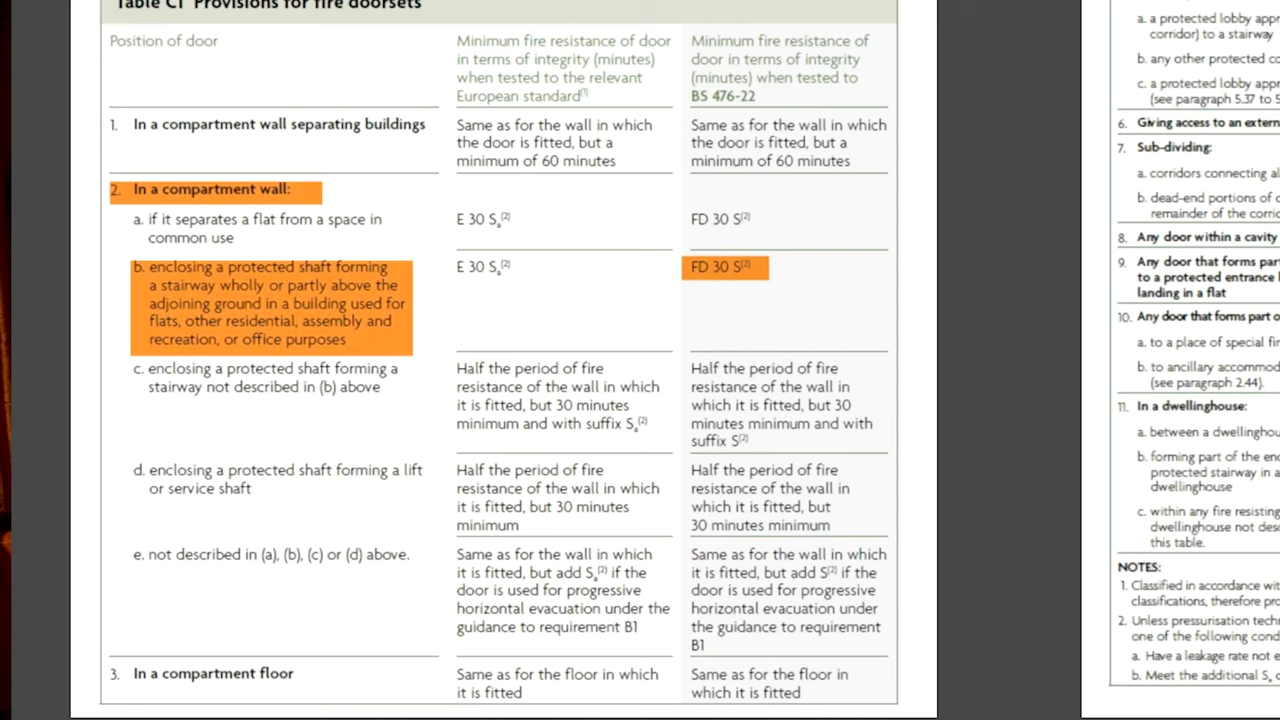 Table C1 Provisions for fire doorsets
Position of door
Minimum fire resistance of door
in terms of integrity (minutes)
when tested to the relevant
European standard(1)
Minimum fire resistance of
door in terms of integrity
(minutes) when tested to
BS 476-22
1. In a compartment wall separating buildings
Same as for the wall in which
the door is fitted, but a
minimum of 60 minutes
Same as for the wall in which
the door is fitted, but a
minimum of 60 minutes
2. In a compartment wall:
a. if it separates a flat from a space in
common use
E 30 Sa(2)
FD 30 S(2)
b. enclosing a protected shaft forming
a stairway wholly or partly above the
adjoining ground in a building used for
flats, other residential, assembly and
recreation, or office purposes
E 30 Sa(2)
FD 30 S(2)
c. enclosing a protected shaft forming a
stairway not described in (b) above
Half the period of fire
resistance of the wall in which
it is fitted, but 30 minutes
minimum and with suffix Sa(2)
Half the period of fire
resistance of the wall in
which it is fitted, but 30
minutes minimum and with
suffix S(2)
d. enclosing a protected shaft forming a lift
or service shaft
Half the period of fire
resistance of the wall in which
it is fitted, but 30 minutes
minimum
Half the period of fire
resistance of the wall in
which it is fitted, but
30 minutes minimum
e. not described in (a), (b), (c) or (d) above.
Same as for the wall in which
it is fitted, but add Sa(2) if the
door is used for progressive
horizontal evacuation under the
guidance to requirement B1
Same as for the wall in which
it is fitted, but add S(2) if the
door is used for progressive
horizontal evacuation under
the guidance to requirement
B1
3. In a compartment floor
Same as for the floor in which
it is fitted
Same as for the floor in
which it is fitted
a. a protected lobby appr
corridor) to a stairway
b. any other protected co
c. a protected lobby appr
(see paragraph 5.37 to 5
6. Giving access to an extern
7. Sub-dividing:
a. corridors connecting al
b. dead-end portions of c
remainder of the corric
8. Any door within a cavity
9. Any door that forms part
to a protected entrance h
landing in a flat
10. Any door that forms part o
a. to a place of special fir
b. to ancillary accommod
(see paragraph 2.44).
11. In a dwellinghouse:
a. between a dwellinghou
b. forming part of the enc
protected stairway in a
dwellinghouse
c. within any fire resisting
dwellinghouse not desc
this table.
NOTES:
1. Classified in accordance wit
classifications, therefore pro
2. Unless pressurisation techn
one of the following cond
a. Have a leakage rate not e
b. Meet the additional Sa c